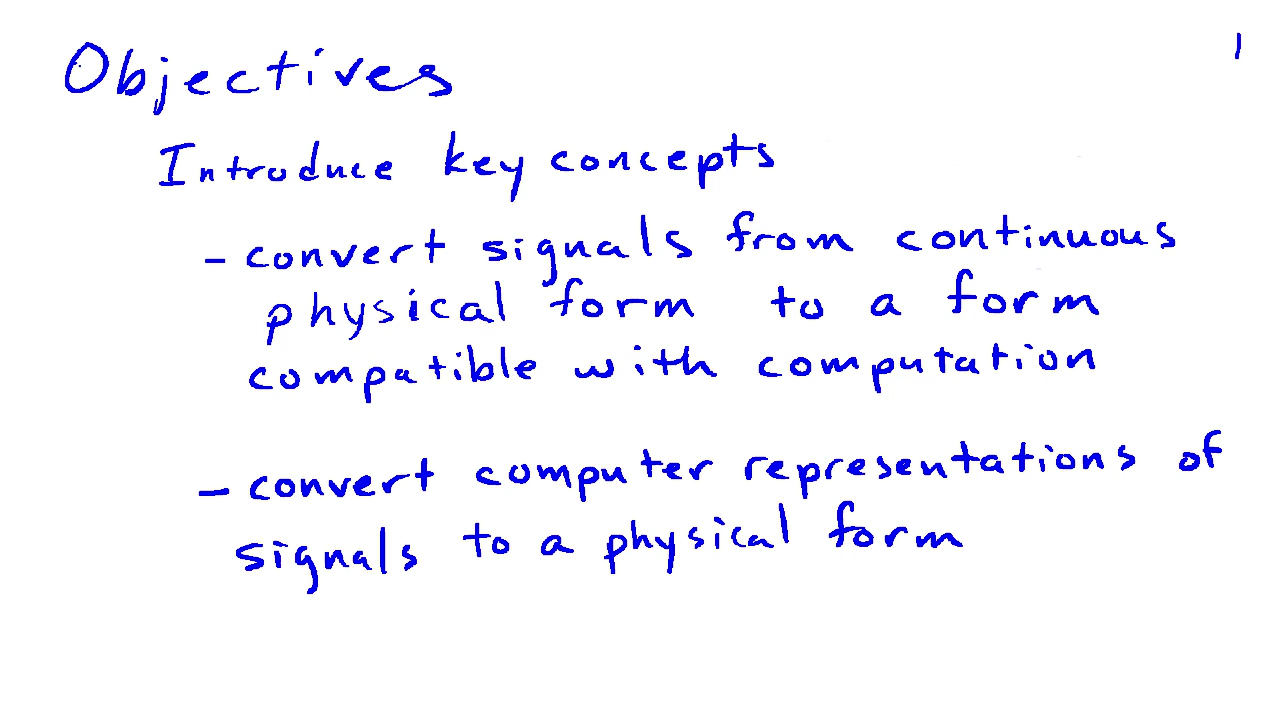 Objectives
1
Introduce key concepts
- convert signals from continuous
physical form to a form
compatible with computation
- convert computer representations of
signals to a physical form